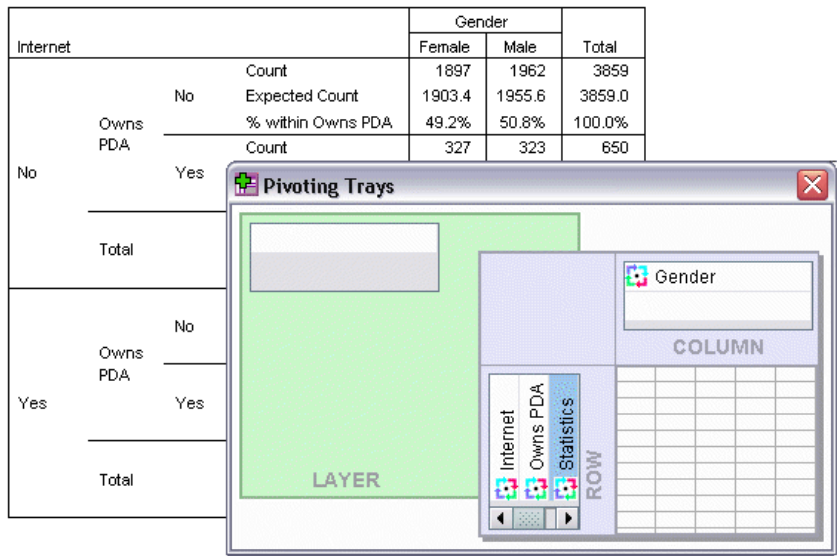 Gender
Internet Female Male Total
No Owns PDA No Count 1897 1962 3859
Expected Count 1903.4 1955.6 3859.0
% within Owns PDA 49.2% 50.8% 100.0%
Yes Count 327 323 650
Total
Yes Owns PDA No
Yes
Total
Pivoting Trays
LAYER
Gender
COLUMN
Internet
Owns PDA
Statistics
ROW